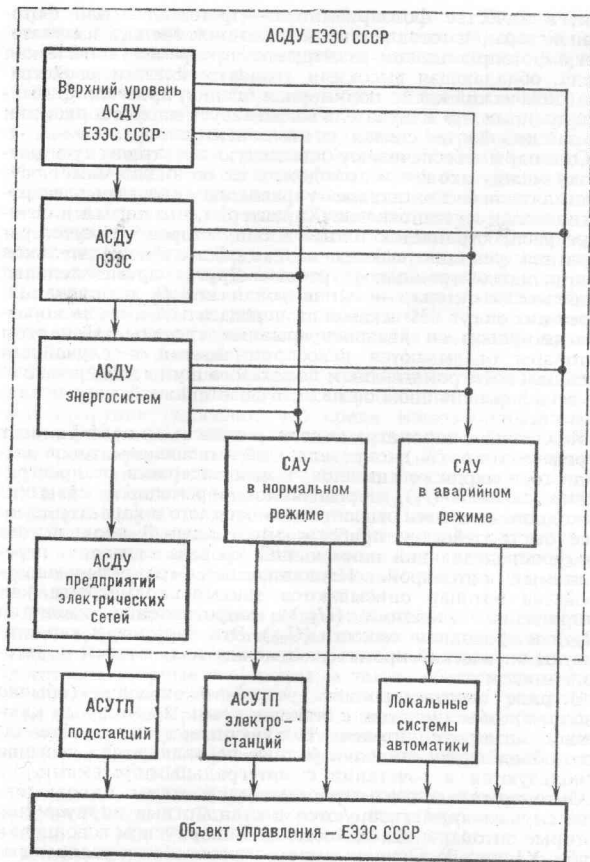 АСДУ ЕЭЭС СССР
Верхний уровень
АСДУ
ЕЭЭС СССР
АСДУ
ОЭЭС
АСДУ
энергосистем
САУ
в нормальном
режиме
САУ
в аварийном
режиме
АСДУ
предприятий
электрических
сетей
АСУТП
подстанций
АСУТП
электро-
станций
Локальные
системы
автоматики
Объект управления — ЕЭЭС СССР